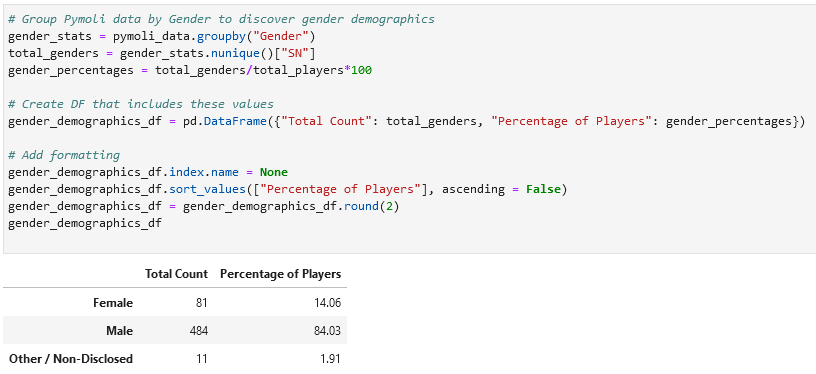 # Group Pymoli data by Gender to discover gender demographics
gender_stats = pymoli_data.groupby("Gender")
total_genders = gender_stats.nunique()["SN"]
gender_percentages = total_genders/total_players*100
# Create DF that includes these values
gender_demographics_df = pd.DataFrame({"Total Count": total_genders, "Percentage of Players": gender_percentages})
# Add formatting
gender_demographics_df.index.name = None
gender_demographics_df.sort_values(["Percentage of Players"], ascending = False)
gender_demographics_df = gender_demographics_df.round(2)
gender_demographics_df
Total Count Percentage of Players
Female 81 14.06
Male 484 84.03
Other / Non-Disclosed 11 1.91